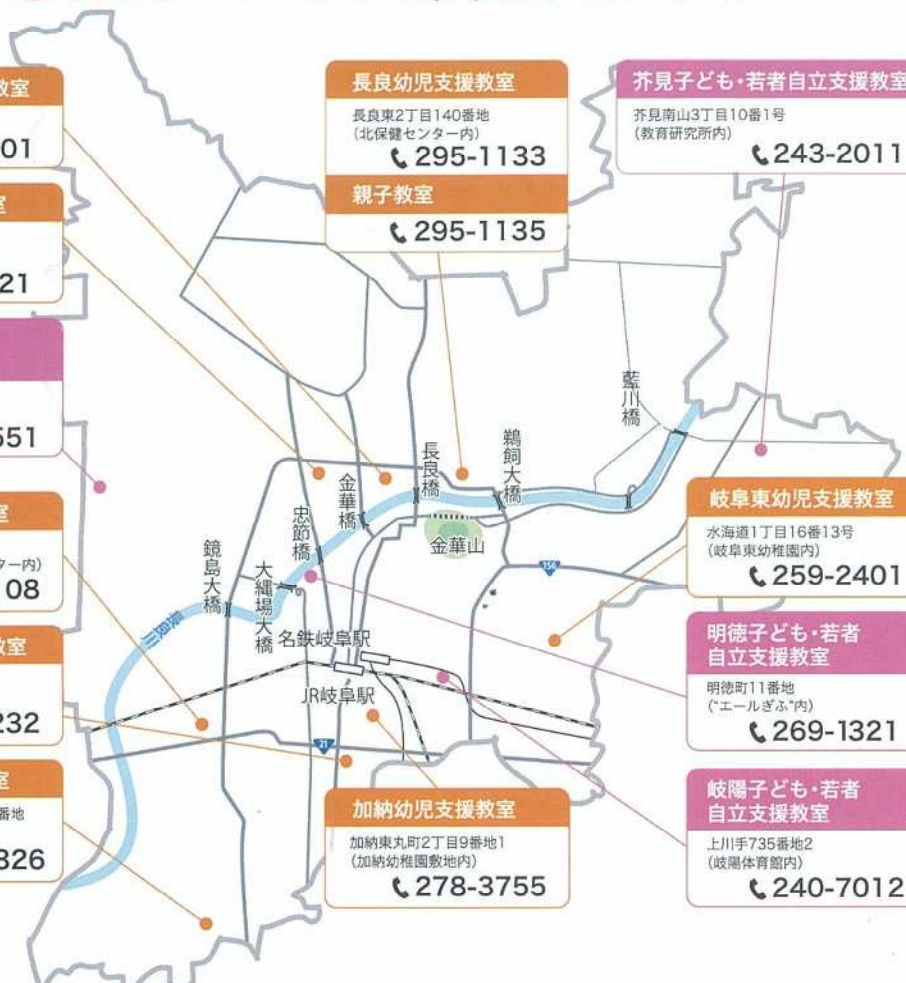 教室
01
長良幼児支援教室
長良東2丁目140番地
(北保健センター内)
295-1133
親子教室
295-1135
芥見子ども・若者自立支援教室
芥見南山3丁目10番1号
(教育研究所内)
243-2011
室
21
551
室
ター内)
08
教室
232
室
番地
826
藍川橋
長良橋
鵜飼大橋
金華橋
忠節橋
金華山
鏡島大橋
大縄場大橋
長良川
名鉄岐阜駅
JR岐阜駅
156
21
岐阜東幼児支援教室
水海道1丁目16番13号
(岐阜東幼稚園内)
259-2401
明徳子ども・若者
自立支援教室
明徳町11番地
("エールぎふ"内)
269-1321
加納幼児支援教室
加納東丸町2丁目9番地1
(加納幼稚園敷地内)
278-3755
岐陽子ども・若者
自立支援教室
上川手735番地2
(岐陽体育館内)
240-7012